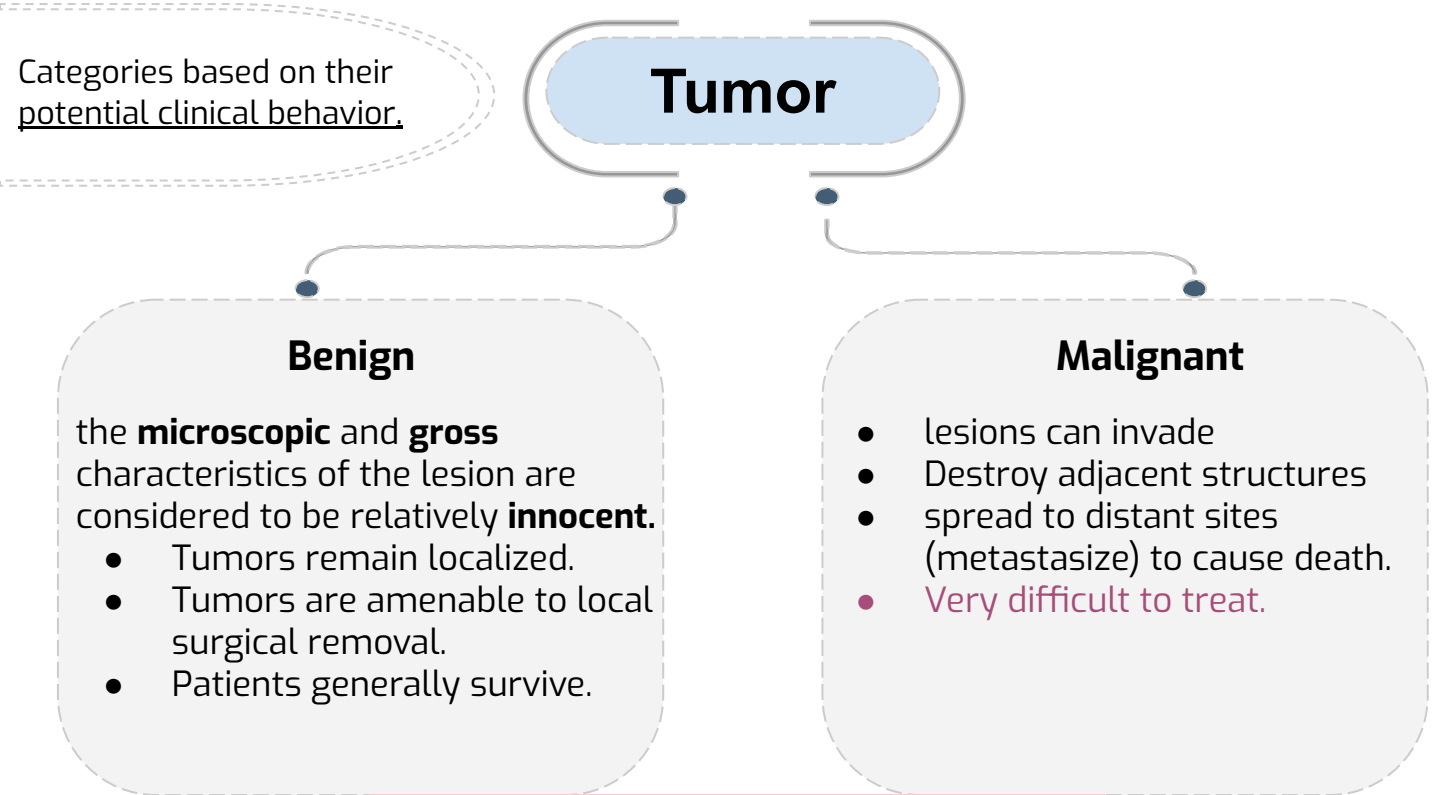 Categories based on their
potential clinical behavior.
Tumor
Benign
the microscopic and gross
characteristics of the lesion are
considered to be relatively innocent.
● Tumors remain localized.
● Tumors are amenable to local
surgical removal.
● Patients generally survive.
Malignant
● lesions can invade
● Destroy adjacent structures
● spread to distant sites
(metastasize) to cause death.
● Very difficult to treat.